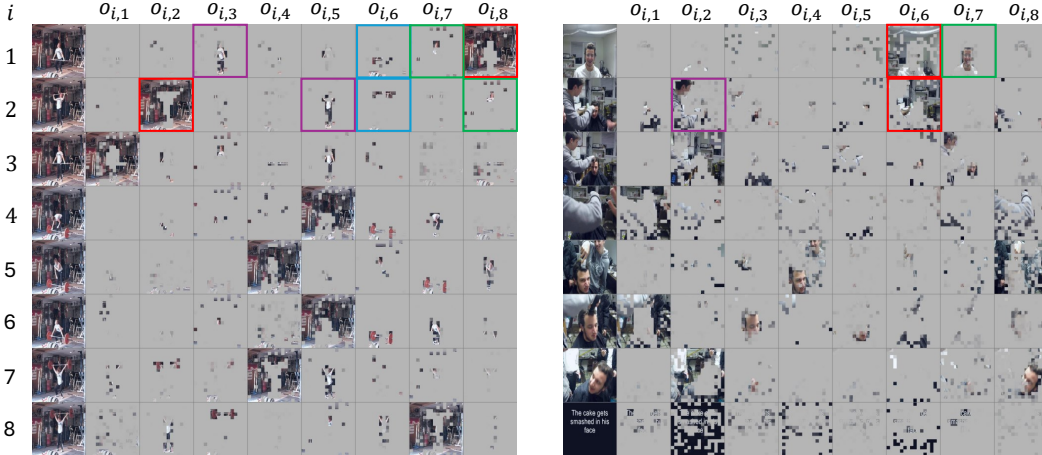 i o_{i,1} o_{i,2} o_{i,3} o_{i,4} o_{i,5} o_{i,6} o_{i,7} o_{i,8} o_{i,1} o_{i,2} o_{i,3} o_{i,4} o_{i,5} o_{i,6} o_{i,7} o_{i,8}
1
2
3
4
5
6
7
8
The cake gets
smashed in his
face